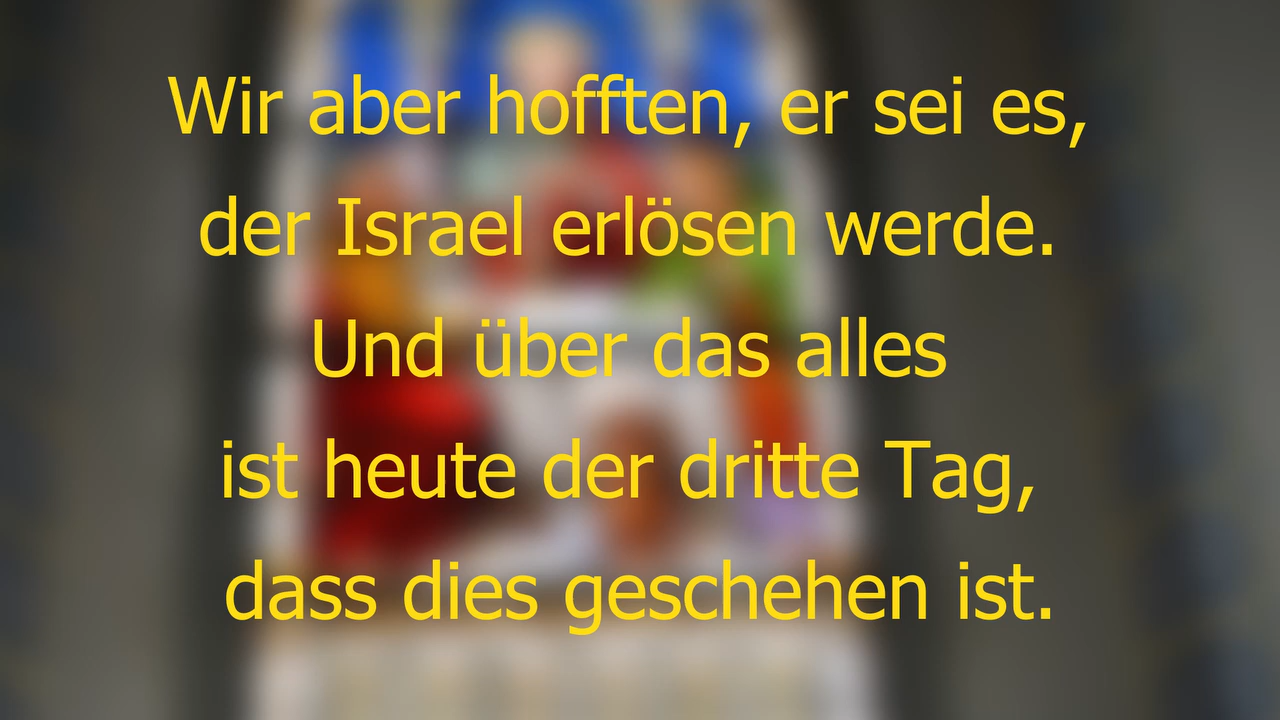 Wir aber hofften, er sei es,
der Israel erlösen werde.
Und über das alles
ist heute der dritte Tag,
dass dies geschehen ist.